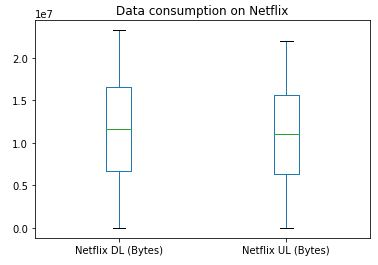 Data consumption on Netflix
1e7
2.0
1.5
1.0
0.5
0.0
Netflix DL (Bytes) Netflix UL (Bytes)